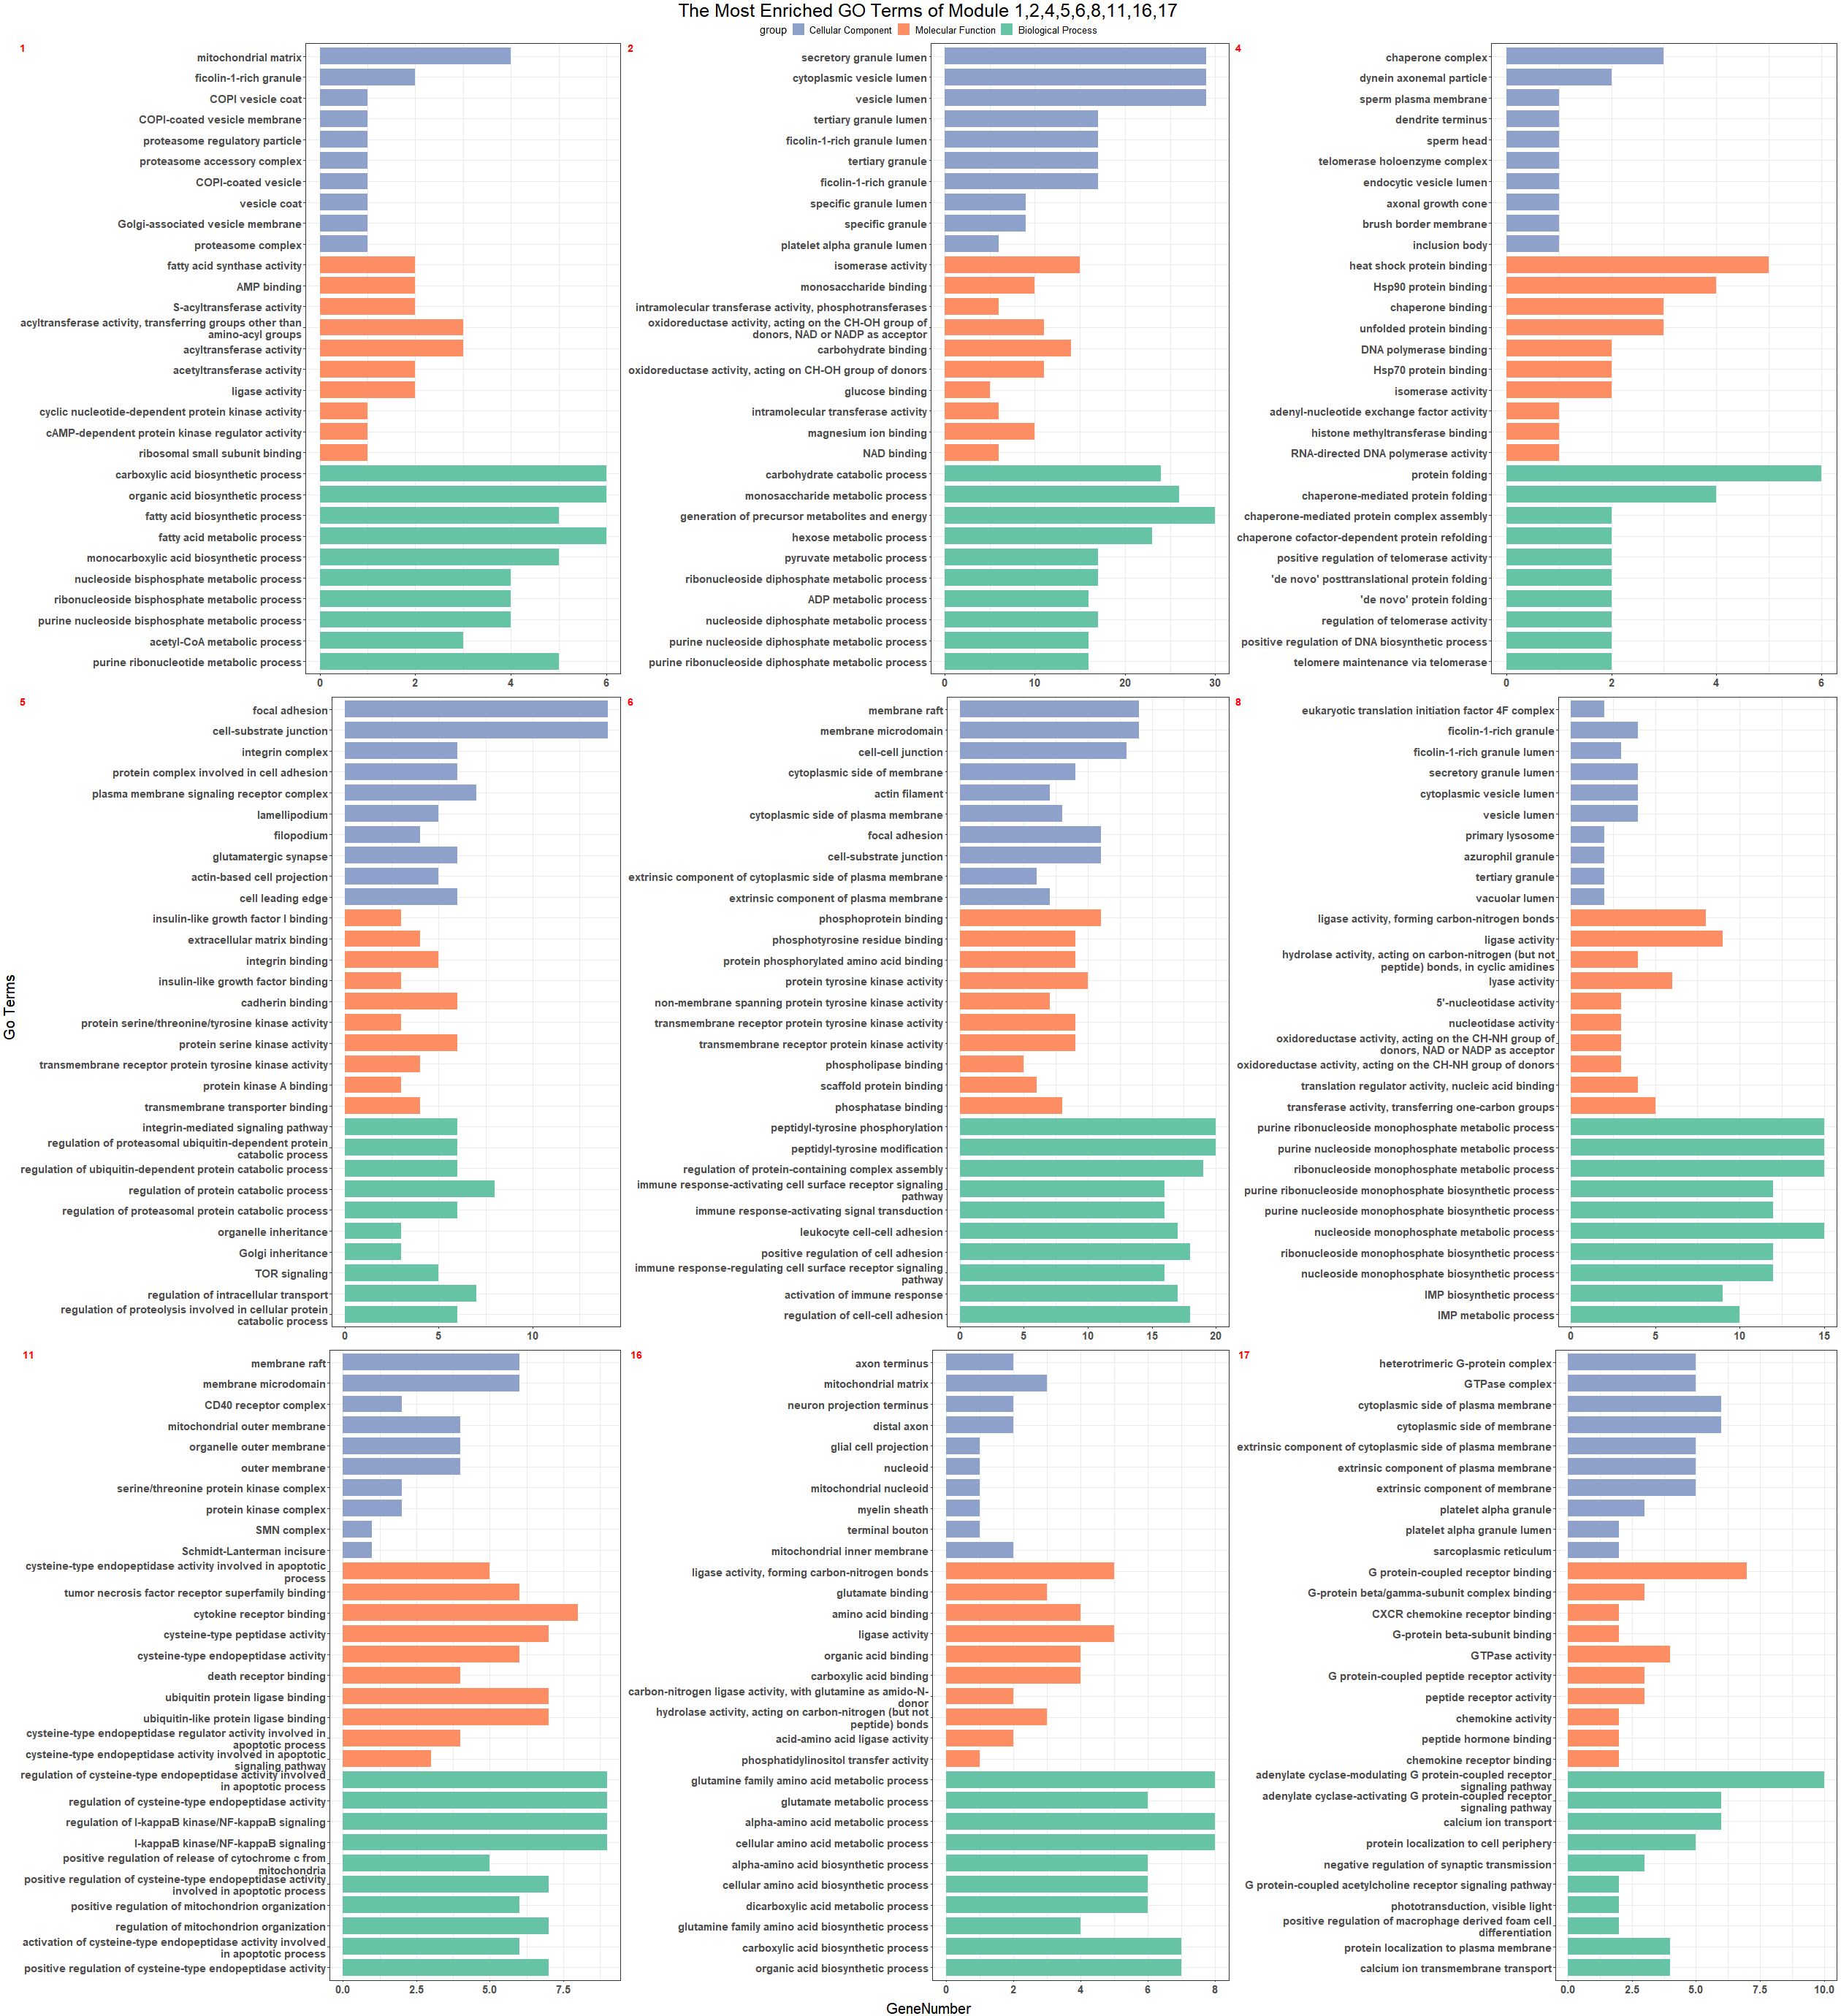 The Most Enriched GO Terms of Module 1,2,4,5,6,8,11,16,17
group Cellular Component Molecular Function Biological Process
1
mitochondrial matrix
ficolin-1-rich granule
COPI vesicle coat
COPI-coated vesicle membrane
proteasome regulatory particle
proteasome accessory complex
COPI-coated vesicle
vesicle coat
Golgi-associated vesicle membrane
proteasome complex
fatty acid synthase activity
AMP binding
S-acyltransferase activity
acyltransferase activity, transferring groups other than
amino-acyl groups
acyltransferase activity
acetyltransferase activity
ligase activity
cyclic nucleotide-dependent protein kinase activity
cAMP-dependent protein kinase regulator activity
ribosomal small subunit binding
carboxylic acid biosynthetic process
organic acid biosynthetic process
fatty acid biosynthetic process
fatty acid metabolic process
monocarboxylic acid biosynthetic process
nucleoside bisphosphate metabolic process
ribonucleoside bisphosphate metabolic process
purine nucleoside bisphosphate metabolic process
acetyl-CoA metabolic process
purine ribonucleotide metabolic process
0 2 4 6
2
secretory granule lumen
cytoplasmic vesicle lumen
vesicle lumen
tertiary granule lumen
ficolin-1-rich granule lumen
tertiary granule
ficolin-1-rich granule
specific granule lumen
specific granule
platelet alpha granule lumen
isomerase activity
monosaccharide binding
intramolecular transferase activity, phosphotransferases
oxidoreductase activity, acting on the CH-OH group of
donors, NAD or NADP as acceptor
carbohydrate binding
oxidoreductase activity, acting on CH-OH group of donors
glucose binding
intramolecular transferase activity
magnesium ion binding
NAD binding
carbohydrate catabolic process
monosaccharide metabolic process
generation of precursor metabolites and energy
hexose metabolic process
pyruvate metabolic process
ribonucleoside diphosphate metabolic process
ADP metabolic process
nucleoside diphosphate metabolic process
purine nucleoside diphosphate metabolic process
purine ribonucleoside diphosphate metabolic process
0 10 20 30
4
chaperone complex
dynein axonemal particle
sperm plasma membrane
dendrite terminus
sperm head
telomerase holoenzyme complex
endocytic vesicle lumen
axonal growth cone
brush border membrane
inclusion body
heat shock protein binding
Hsp90 protein binding
chaperone binding
unfolded protein binding
DNA polymerase binding
Hsp70 protein binding
isomerase activity
adenyl-nucleotide exchange factor activity
histone methyltransferase binding
RNA-directed DNA polymerase activity
protein folding
chaperone-mediated protein folding
chaperone-mediated protein complex assembly
chaperone cofactor-dependent protein refolding
positive regulation of telomerase activity
'de novo' posttranslational protein folding
'de novo' protein folding
regulation of telomerase activity
positive regulation of DNA biosynthetic process
telomere maintenance via telomerase
0 2 4 6
Go Terms
5
focal adhesion
cell-substrate junction
integrin complex
protein complex involved in cell adhesion
plasma membrane signaling receptor complex
lamellipodium
filopodium
glutamatergic synapse
actin-based cell projection
cell leading edge
insulin-like growth factor I binding
extracellular matrix binding
integrin binding
insulin-like growth factor binding
cadherin binding
protein serine/threonine/tyrosine kinase activity
protein serine kinase activity
transmembrane receptor protein tyrosine kinase activity
protein kinase A binding
transmembrane transporter binding
integrin-mediated signaling pathway
regulation of proteasomal ubiquitin-dependent protein
catabolic process
regulation of ubiquitin-dependent protein catabolic process
regulation of protein catabolic process
regulation of proteasomal protein catabolic process
organelle inheritance
Golgi inheritance
TOR signaling
regulation of intracellular transport
regulation of proteolysis involved in cellular protein
catabolic process
0 5 10
6
membrane raft
membrane microdomain
cell-cell junction
cytoplasmic side of membrane
actin filament
cytoplasmic side of plasma membrane
focal adhesion
cell-substrate junction
extrinsic component of cytoplasmic side of plasma membrane
extrinsic component of plasma membrane
phosphoprotein binding
phosphotyrosine residue binding
protein phosphorylated amino acid binding
protein tyrosine kinase activity
non-membrane spanning protein tyrosine kinase activity
transmembrane receptor protein tyrosine kinase activity
transmembrane receptor protein kinase activity
phospholipase binding
scaffold protein binding
phosphatase binding
peptidyl-tyrosine phosphorylation
peptidyl-tyrosine modification
regulation of protein-containing complex assembly
immune response-activating cell surface receptor signaling
pathway
immune response-activating signal transduction
leukocyte cell-cell adhesion
positive regulation of cell adhesion
immune response-regulating cell surface receptor signaling
pathway
activation of immune response
regulation of cell-cell adhesion
0 5 10 15 20
8
eukaryotic translation initiation factor 4F complex
ficolin-1-rich granule
ficolin-1-rich granule lumen
secretory granule lumen
cytoplasmic vesicle lumen
vesicle lumen
primary lysosome
azurophil granule
tertiary granule
vacuolar lumen
ligase activity, forming carbon-nitrogen bonds
ligase activity
hydrolase activity, acting on carbon-nitrogen (but not
peptide) bonds, in cyclic amidines
lyase activity
5'-nucleotidase activity
nucleotidase activity
oxidoreductase activity, acting on the CH-NH group of
donors, NAD or NADP as acceptor
oxidoreductase activity, acting on the CH-NH group of donors
translation regulator activity, nucleic acid binding
transferase activity, transferring one-carbon groups
purine ribonucleoside monophosphate metabolic process
purine nucleoside monophosphate metabolic process
ribonucleoside monophosphate metabolic process
purine ribonucleoside monophosphate biosynthetic process
purine nucleoside monophosphate biosynthetic process
nucleoside monophosphate metabolic process
ribonucleoside monophosphate biosynthetic process
nucleoside monophosphate biosynthetic process
IMP biosynthetic process
IMP metabolic process
0 5 10 15
11
membrane raft
membrane microdomain
CD40 receptor complex
mitochondrial outer membrane
organelle outer membrane
outer membrane
serine/threonine protein kinase complex
protein kinase complex
SMN complex
Schmidt-Lanterman incisure
cysteine-type endopeptidase activity involved in apoptotic
process
tumor necrosis factor receptor superfamily binding
cytokine receptor binding
cysteine-type peptidase activity
cysteine-type endopeptidase activity
death receptor binding
ubiquitin protein ligase binding
ubiquitin-like protein ligase binding
cysteine-type endopeptidase regulator activity involved in
apoptotic process
cysteine-type endopeptidase activity involved in apoptotic
signaling pathway
regulation of cysteine-type endopeptidase activity involved
in apoptotic process
regulation of cysteine-type endopeptidase activity
regulation of I-kappaB kinase/NF-kappaB signaling
I-kappaB kinase/NF-kappaB signaling
positive regulation of release of cytochrome c from
mitochondria
positive regulation of cysteine-type endopeptidase activity
involved in apoptotic process
positive regulation of mitochondrion organization
regulation of mitochondrion organization
activation of cysteine-type endopeptidase activity involved
in apoptotic process
positive regulation of cysteine-type endopeptidase activity
0.0 2.5 5.0 7.5
16
axon terminus
mitochondrial matrix
neuron projection terminus
distal axon
glial cell projection
nucleoid
mitochondrial nucleoid
myelin sheath
terminal bouton
mitochondrial inner membrane
ligase activity, forming carbon-nitrogen bonds
glutamate binding
amino acid binding
ligase activity
organic acid binding
carboxylic acid binding
carbon-nitrogen ligase activity, with glutamine as amido-N-
donor
hydrolase activity, acting on carbon-nitrogen (but not
peptide) bonds
acid-amino acid ligase activity
phosphatidylinositol transfer activity
glutamine family amino acid metabolic process
glutamate metabolic process
alpha-amino acid metabolic process
cellular amino acid metabolic process
alpha-amino acid biosynthetic process
cellular amino acid biosynthetic process
dicarboxylic acid metabolic process
glutamine family amino acid biosynthetic process
carboxylic acid biosynthetic process
organic acid biosynthetic process
0 2 4 6 8
17
heterotrimeric G-protein complex
GTPase complex
cytoplasmic side of plasma membrane
cytoplasmic side of membrane
extrinsic component of cytoplasmic side of plasma membrane
extrinsic component of plasma membrane
extrinsic component of membrane
platelet alpha granule
platelet alpha granule lumen
sarcoplasmic reticulum
G protein-coupled receptor binding
G-protein beta/gamma-subunit complex binding
CXCR chemokine receptor binding
G-protein beta-subunit binding
GTPase activity
G protein-coupled peptide receptor activity
peptide receptor activity
chemokine activity
peptide hormone binding
chemokine receptor binding
adenylate cyclase-modulating G protein-coupled receptor
signaling pathway
adenylate cyclase-activating G protein-coupled receptor
signaling pathway
calcium ion transport
protein localization to cell periphery
negative regulation of synaptic transmission
G protein-coupled acetylcholine receptor signaling pathway
phototransduction, visible light
positive regulation of macrophage derived foam cell
differentiation
protein localization to plasma membrane
calcium ion transmembrane transport
0.0 2.5 5.0 7.5 10.0
GeneNumber